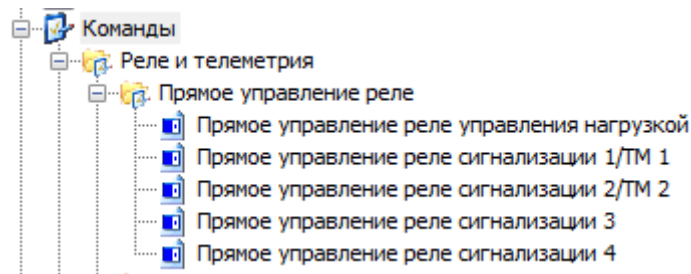 Команды
Реле и телеметрия
Прямое управление реле
Прямое управление реле управления нагрузкой
Прямое управление реле сигнализации 1/ТМ 1
Прямое управление реле сигнализации 2/ТМ 2
Прямое управление реле сигнализации 3
Прямое управление реле сигнализации 4